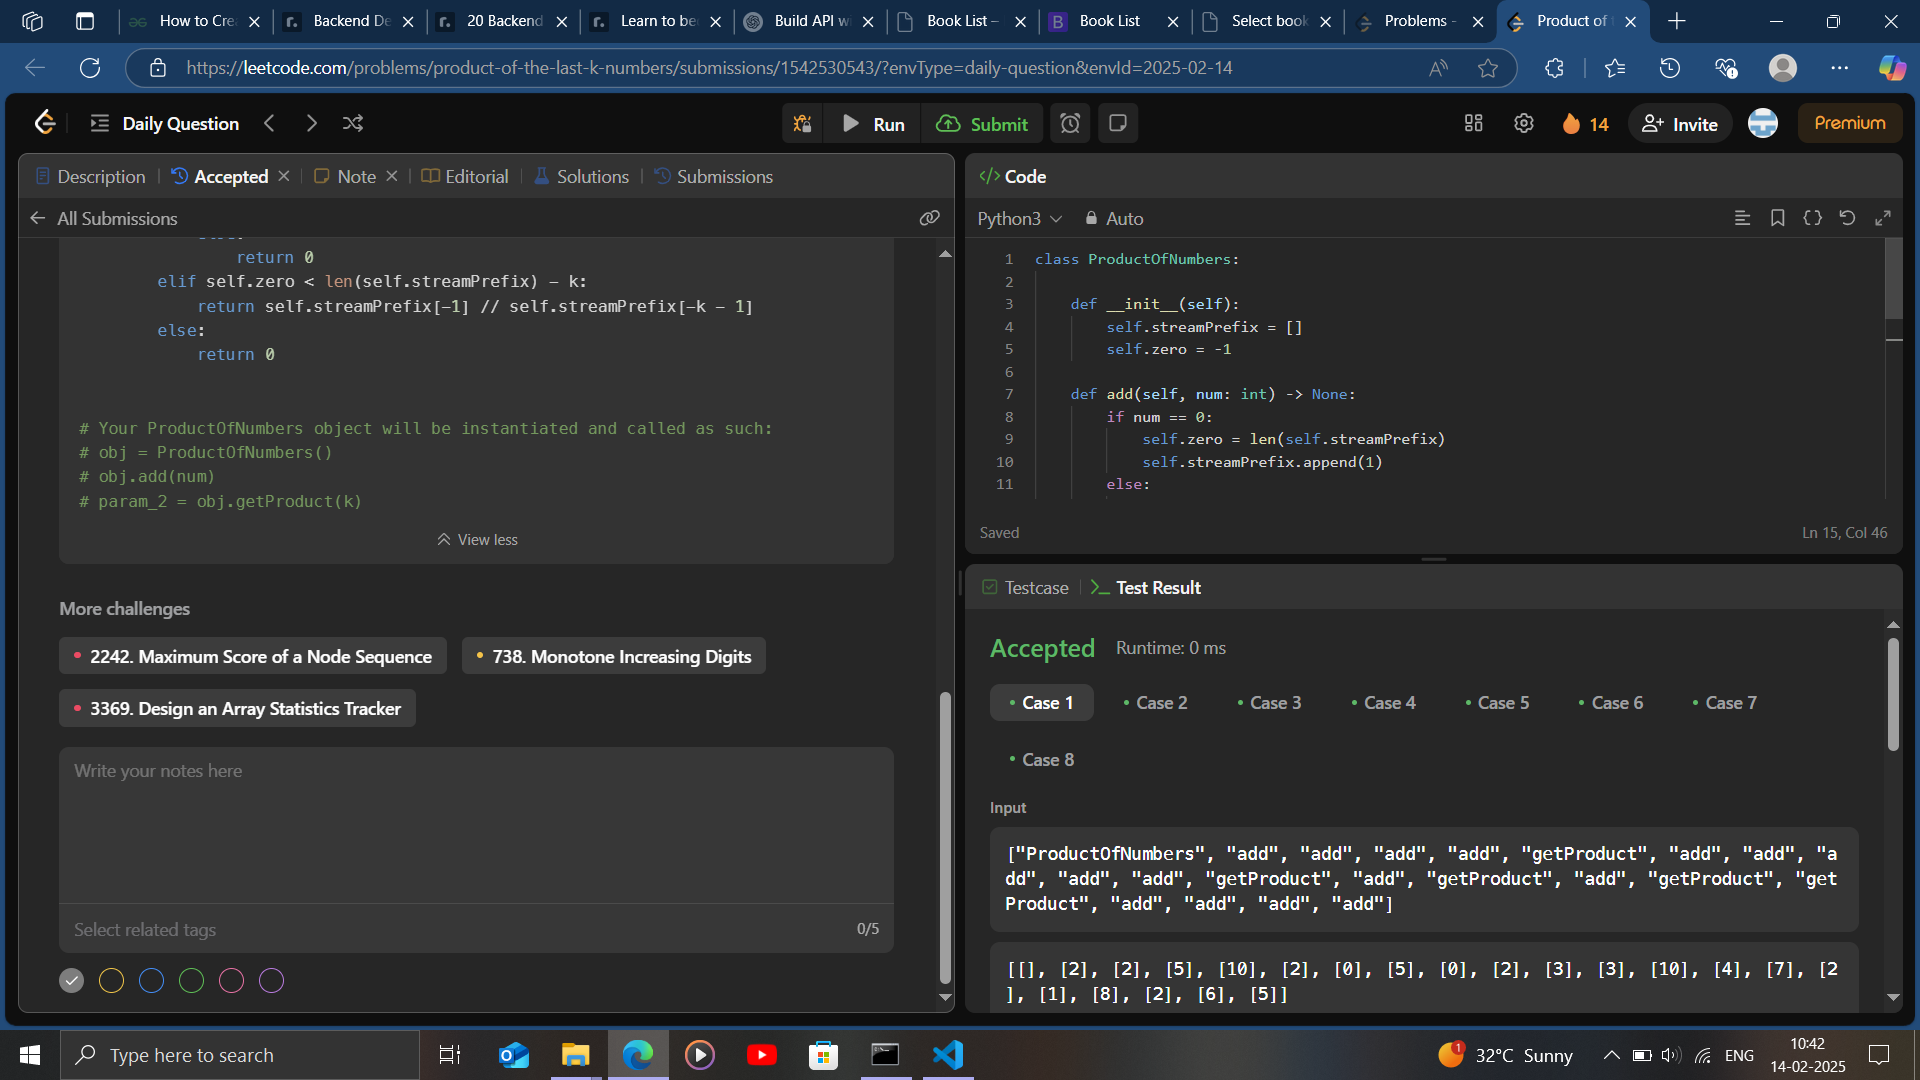 How to Cre
Backend De
20 Backend
Learn to be
Build API w
Book List –
Book List
Select book
Problems -
Product of t
https://leetcode.com/problems/product-of-the-last-k-numbers/submissions/1542530543/?envType=daily-question&envId=2025-02-14
Daily Question
Run
Submit
14
Invite
Premium
Description
Accepted
Note
Editorial
Solutions
Submissions
All Submissions
return 0
elif self.zero < len(self.streamPrefix) - k:
return self.streamPrefix[-1] // self.streamPrefix[-k - 1]
else:
return 0
# Your ProductOfNumbers object will be instantiated and called as such:
# obj = ProductOfNumbers()
# obj.add(num)
# param_2 = obj.getProduct(k)
View less
More challenges
2242. Maximum Score of a Node Sequence
738. Monotone Increasing Digits
3369. Design an Array Statistics Tracker
Write your notes here
Select related tags
0/5
Code
Python3
Auto
1 class ProductOfNumbers:
2
3 def __init__(self):
4 self.streamPrefix = []
5 self.zero = -1
6
7 def add(self, num: int) -> None:
8 if num == 0:
9 self.zero = len(self.streamPrefix)
10 self.streamPrefix.append(1)
11 else:
Saved
Ln 15, Col 46
Testcase
Test Result
Accepted
Runtime: 0 ms
Case 1
Case 2
Case 3
Case 4
Case 5
Case 6
Case 7
Case 8
Input
["ProductOfNumbers", "add", "add", "add", "add", "getProduct", "add", "add", "a
dd", "add", "add", "getProduct", "add", "getProduct", "add", "getProduct", "get
Product", "add", "add", "add", "add"]
[[], [2], [2], [5], [10], [2], [0], [5], [0], [2], [3], [3], [10], [4], [7], [2
], [1], [8], [2], [6], [5]]
Type here to search
1
32°C Sunny
ENG
10:42
14-02-2025